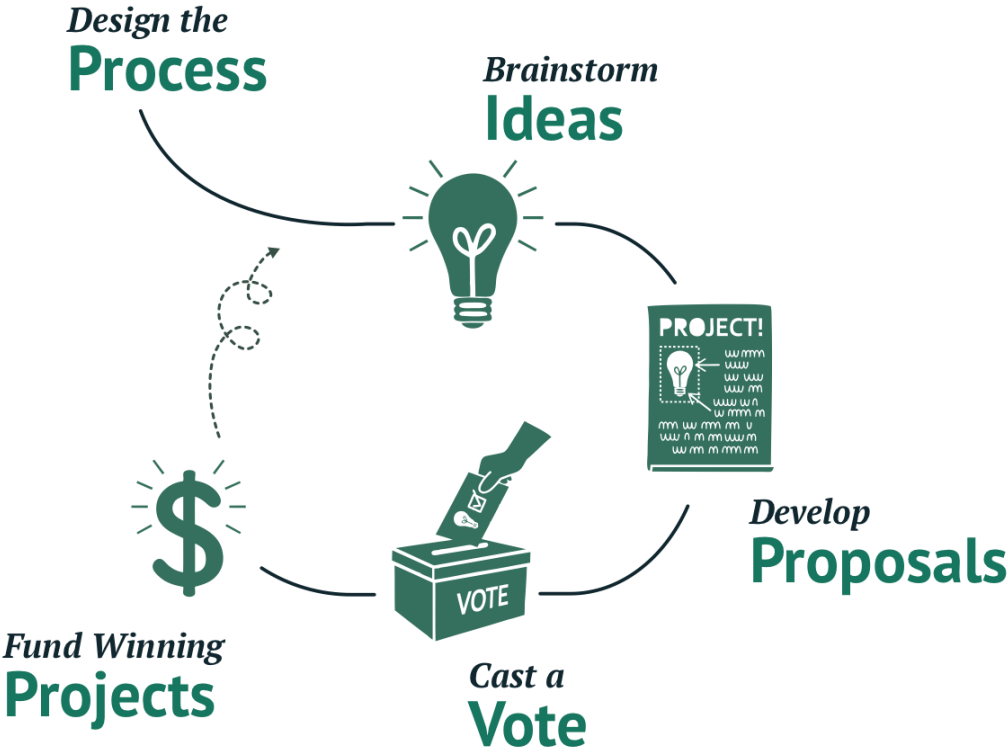 Design the
Process
Brainstorm
Ideas
PROJECT!
Develop
Proposals
VOTE
Cast a
Vote
Fund Winning
Projects